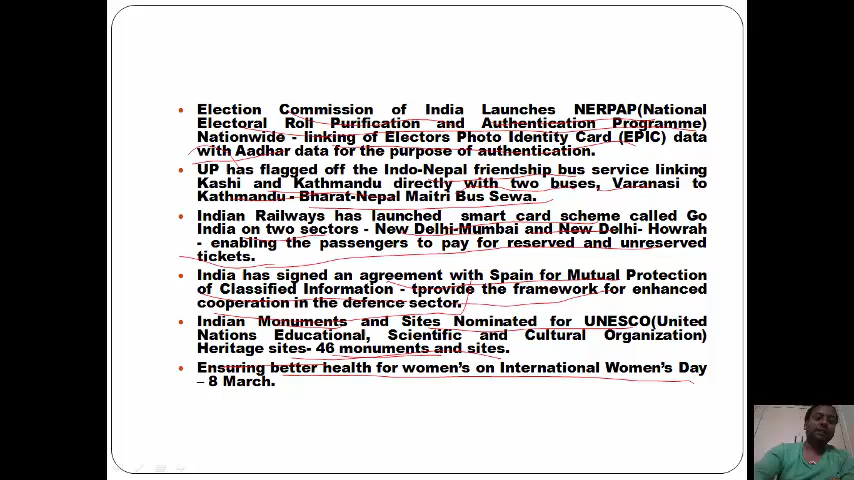 Election Commission of India Launches NERPAP(National
Electoral Roll Purification and Authentication Programme)
Nationwide - linking of Electors Photo Identity Card (EPIC) data
with Aadhar data for the purpose of authentication.
UP has flagged off the Indo-Nepal friendship bus service linking
Kashi and Kathmandu directly with two buses, Varanasi to
Kathmandu - Bharat-Nepal Maitri Bus Sewa.
Indian Railways has launched smart card scheme called Go
India on two sectors - New Delhi-Mumbai and New Delhi- Howrah
- enabling the passengers to pay for reserved and unreserved
tickets.
India has signed an agreement with Spain for Mutual Protection
of Classified Information - tprovide the framework for enhanced
cooperation in the defence sector.
Indian Monuments and Sites Nominated for UNESCO(United
Nations Educational, Scientific and Cultural Organization)
Heritage sites- 46 monuments and sites.
Ensuring better health for women's on International Women's Day
– 8 March.